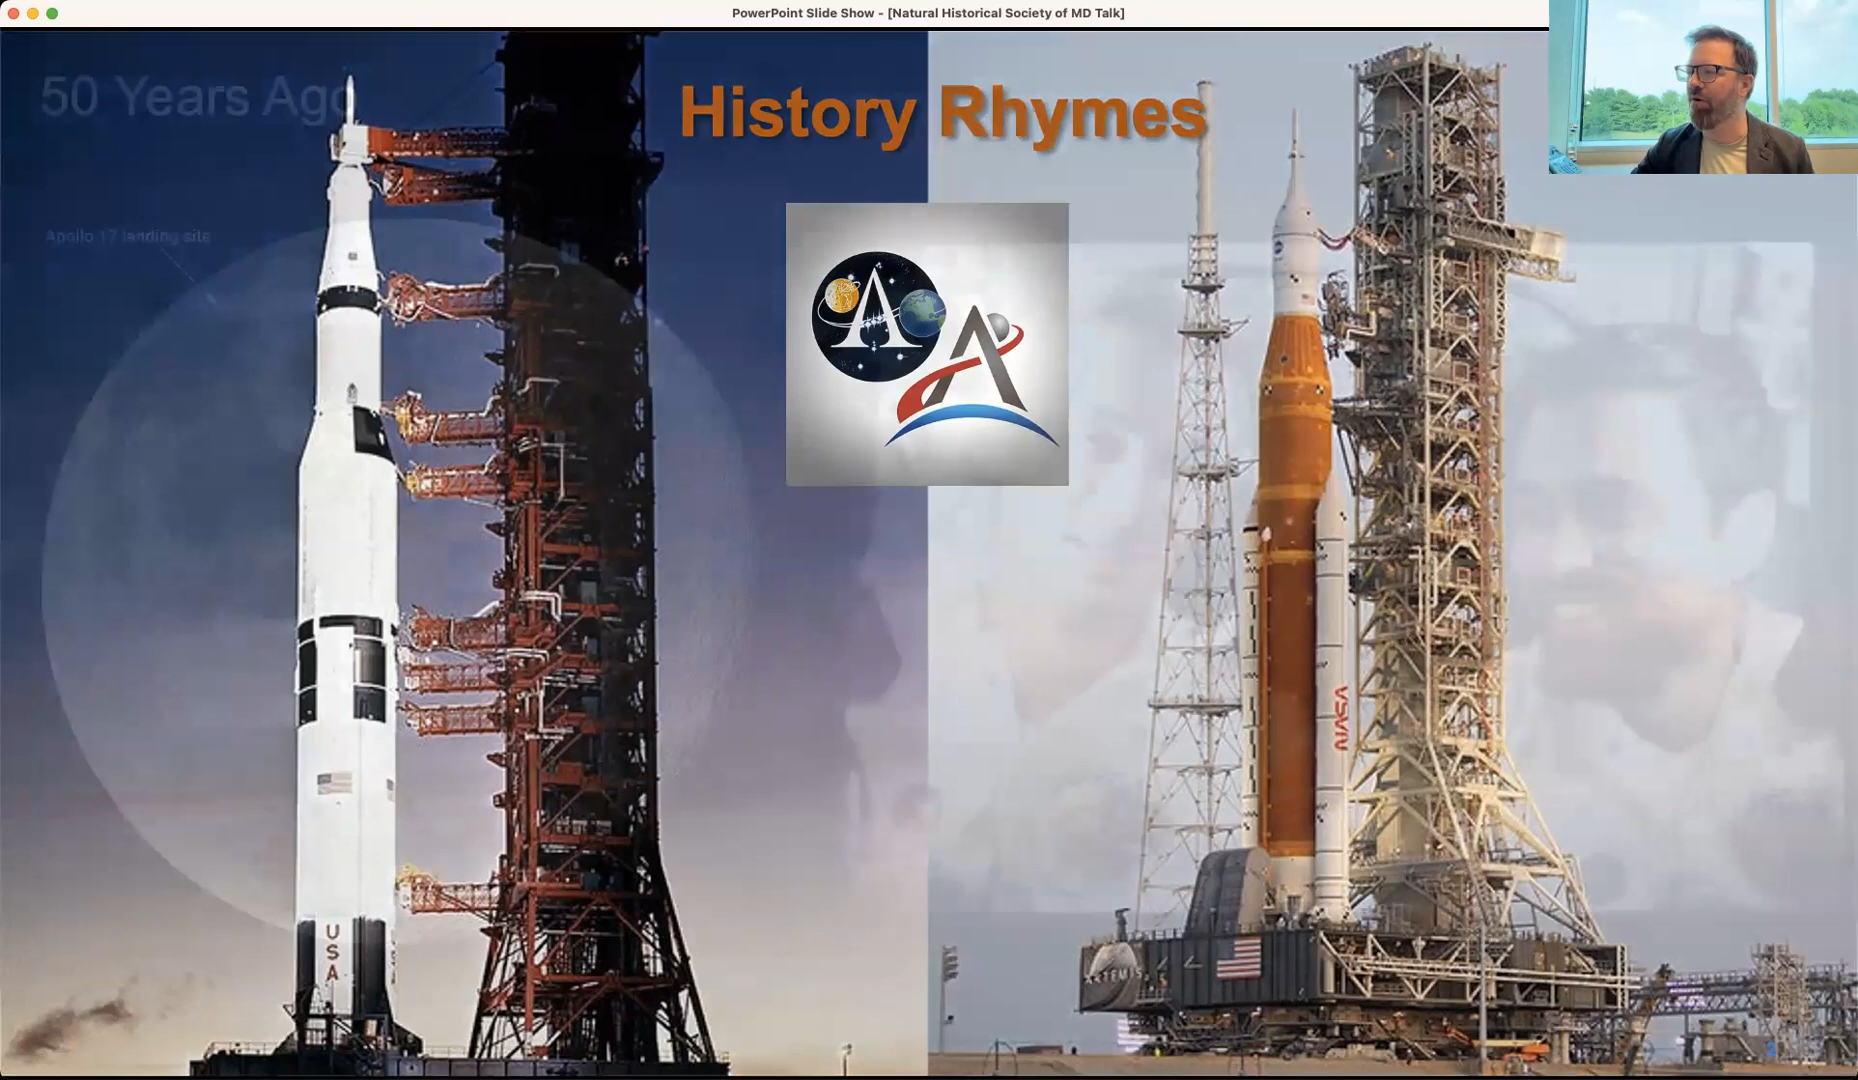 PowerPoint Slide Show - [Natural Historical Society of MD Talk]
50 Years Ago
History Rhymes
Apollo 17 landing site
NASA
USA
ARTEMIS